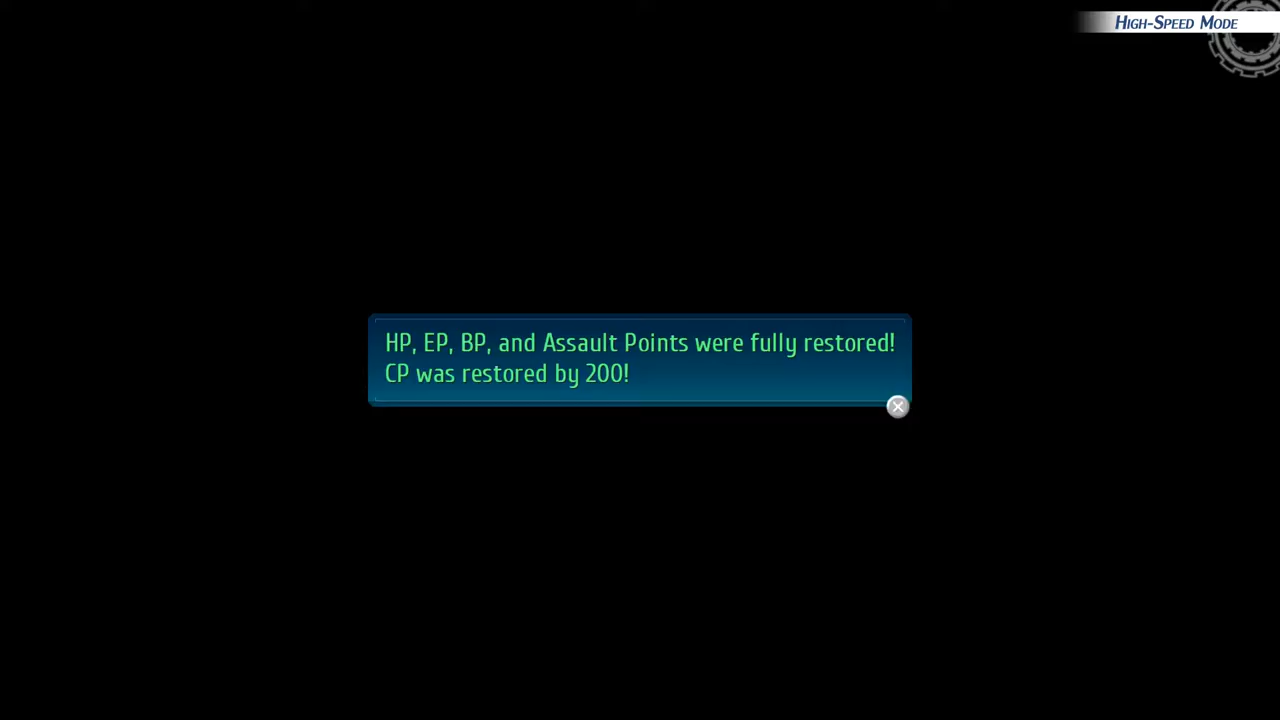 High-Speed Mode
HP, EP, BP, and Assault Points were fully restored!
CP was restored by 200!